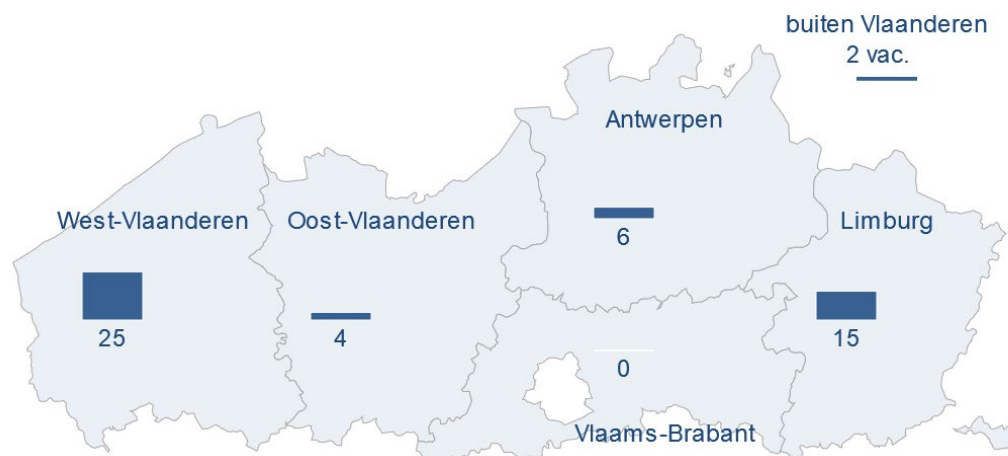 buiten Vlaanderen
2 vac.
Antwerpen
6
West-Vlaanderen
25
Oost-Vlaanderen
4
Limburg
15
0
Vlaams-Brabant